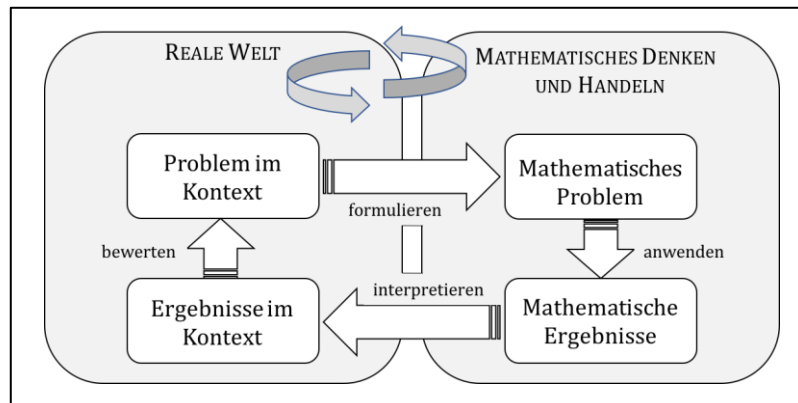 REALE WELT
MATHEMATISCHES DENKEN
UND HANDELN
Problem im
Kontext
formulieren
Mathematisches
Problem
bewerten
anwenden
Ergebnisse im
Kontext
interpretieren
Mathematische
Ergebnisse